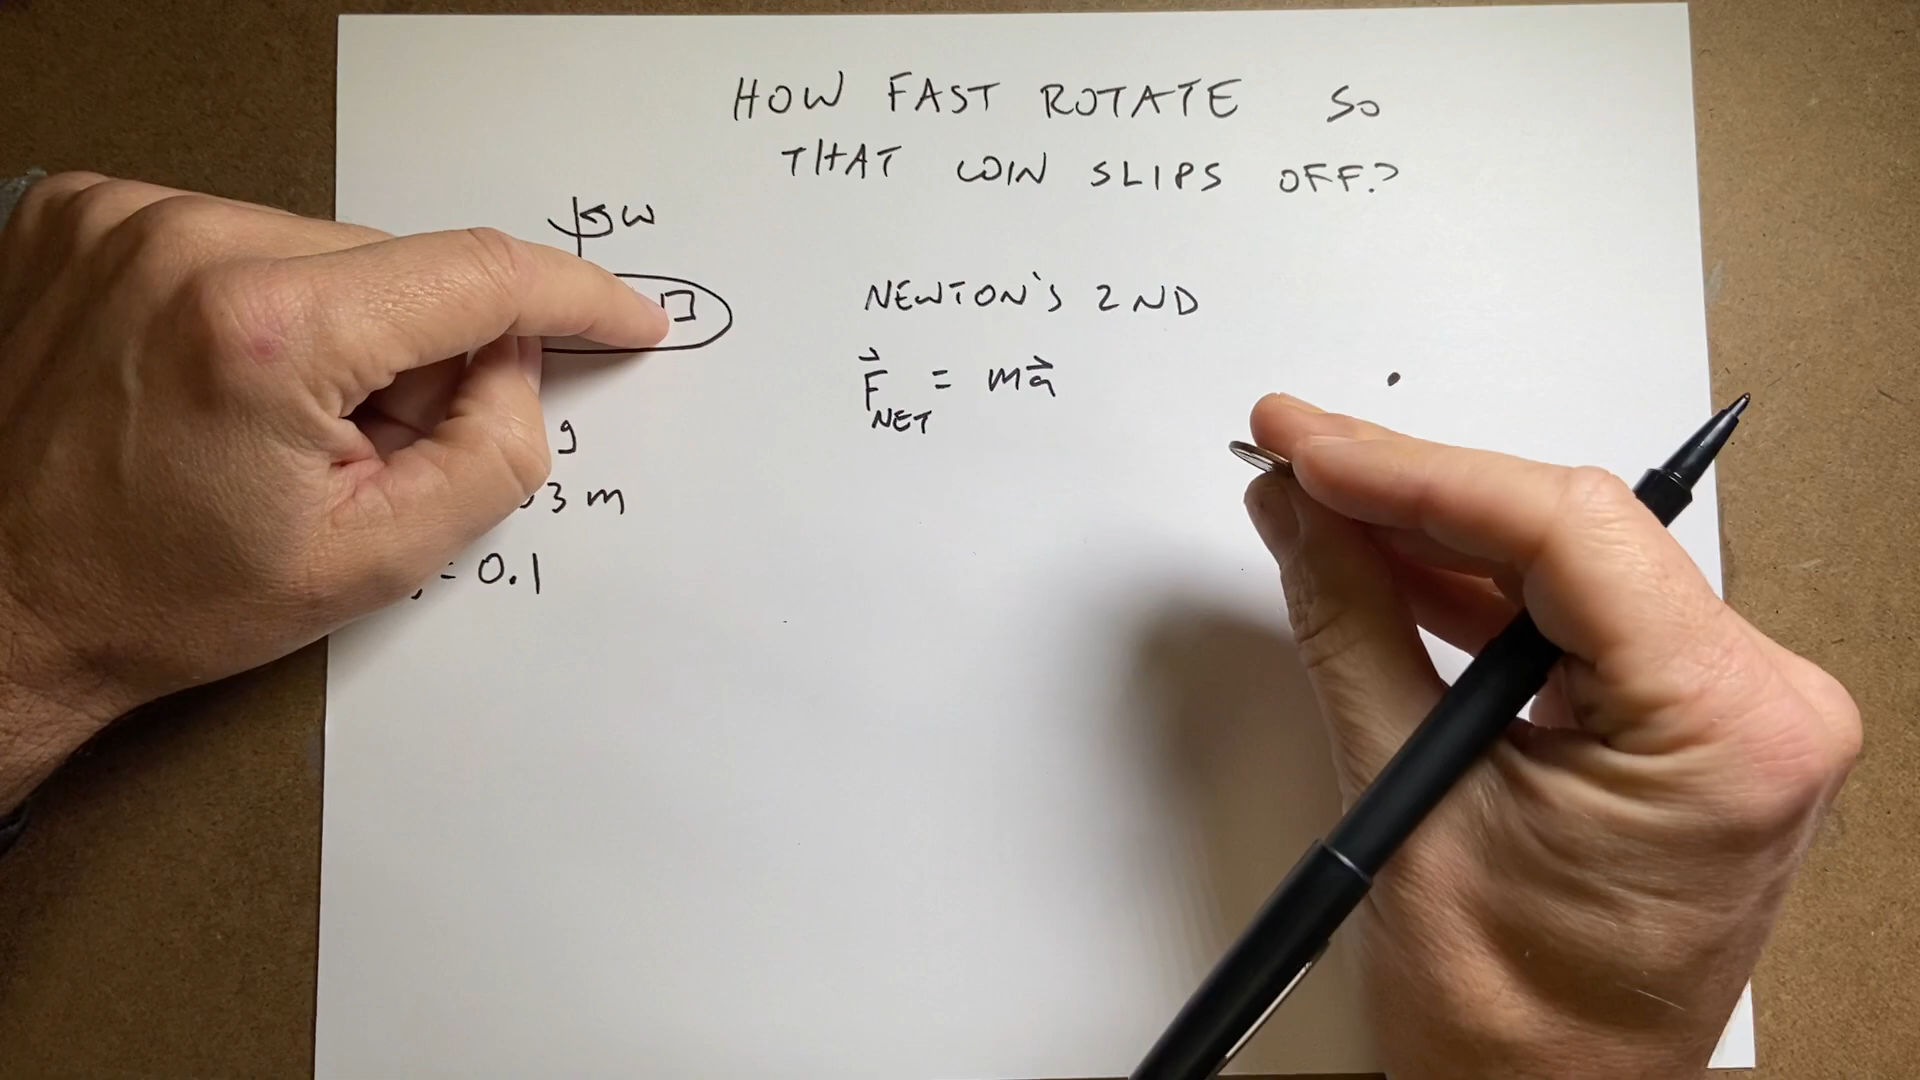 HOW FAST ROTATE SO
THAT COIN SLIPS OFF?
ω
NEWTON'S 2ND
F⃗ NET = ma⃗
g
3 m
= 0.1